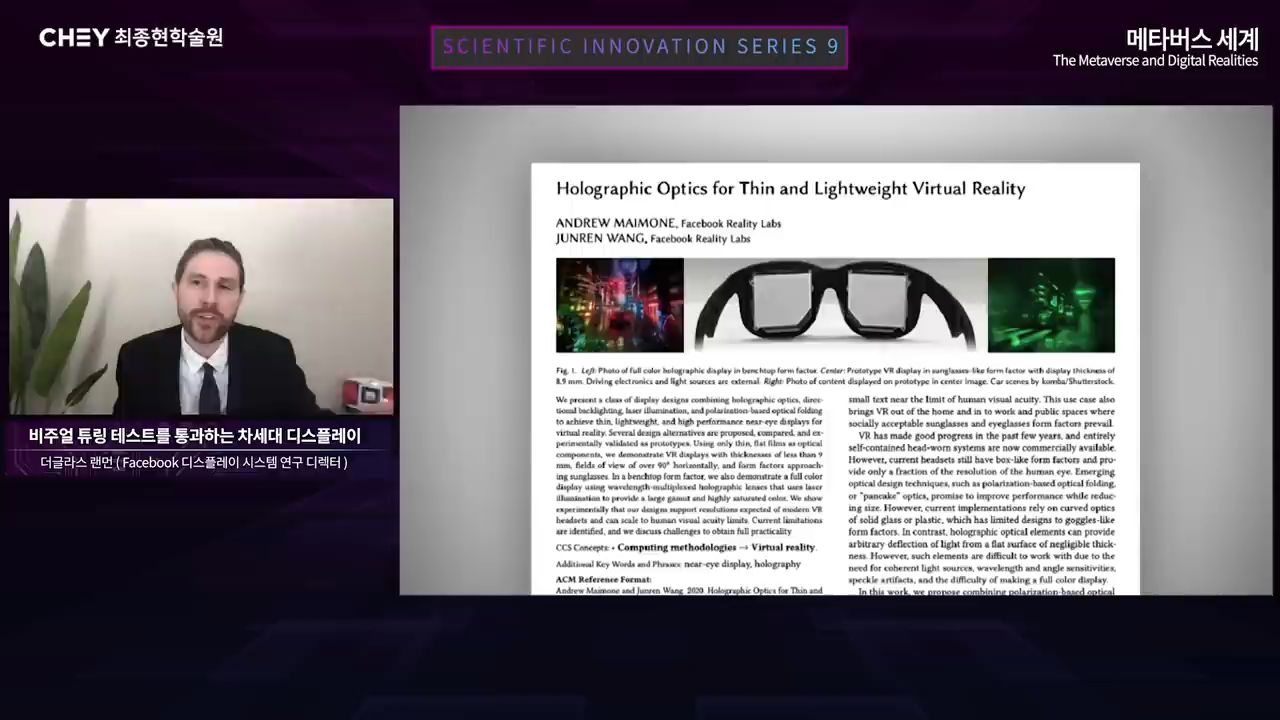 CHEY 최종현학술원
SCIENTIFIC INNOVATION SERIES 9
메타버스 세계
The Metaverse and Digital Realities
비주얼 튜링 테스트를 통과하는 차세대 디스플레이
더글라스 랜먼 ( Facebook 디스플레이 시스템 연구 디렉터 )
Holographic Optics for Thin and Lightweight Virtual Reality
ANDREW MAIMONE, Facebook Reality Labs
JUNREN WANG, Facebook Reality Labs
Fig. 1. Left: Photo of full color holographic display in benchtop form factor. Center: Prototype VR display in sunglasses-like form factor with display thickness of
8.9 mm. Driving electronics and light sources are external. Right: Photo of content displayed on prototype in center image. Car scenes by komba/Shutterstock.
We present a class of display designs combining holographic optics, direc-
tional backlighting, laser illumination, and polarization-based optical folding
to achieve thin, lightweight, and high performance near-eye displays for
virtual reality. Several design alternatives are proposed, compared, and ex-
perimentally validated as prototypes. Using only thin, flat films as optical
components, we demonstrate VR displays with thicknesses of less than 9
mm, fields of view of over 90° horizontally, and form factors approach-
ing sunglasses. In a benchtop form factor, we also demonstrate a full color
display using wavelength-multiplexed holographic lenses that uses laser
illumination to provide a large gamut and highly saturated color. We show
experimentally that our designs support resolutions expected of modern VR
headsets and can scale to human visual acuity limits. Current limitations
are identified, and we discuss challenges to obtain full practicality.
CCS Concepts: • Computing methodologies → Virtual reality.
Additional Key Words and Phrases: near-eye display, holography
ACM Reference Format:
Andrew Maimone and Junren Wang. 2020. Holographic Optics for Thin and
small text near the limit of human visual acuity. This use case also
brings VR out of the home and in to work and public spaces where
socially acceptable sunglasses and eyeglasses form factors prevail.
VR has made good progress in the past few years, and entirely
self-contained head-worn systems are now commercially available.
However, current headsets still have box-like form factors and pro-
vide only a fraction of the resolution of the human eye. Emerging
optical design techniques, such as polarization-based optical folding,
or "pancake" optics, promise to improve performance while reduc-
ing size. However, current implementations rely on curved optics
of solid glass or plastic, which has limited designs to goggles-like
form factors. In contrast, holographic optical elements can provide
arbitrary deflection of light from a flat surface of negligible thick-
ness. However, such elements are difficult to work with due to the
need for coherent light sources, wavelength and angle sensitivities,
speckle artifacts, and the difficulty of making a full color display.
In this work, we propose combining polarization-based optical